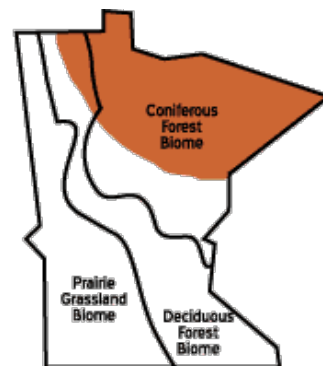 Coniferous
Forest
Biome
Prairie
Grassland
Biome
Deciduous
Forest
Biome